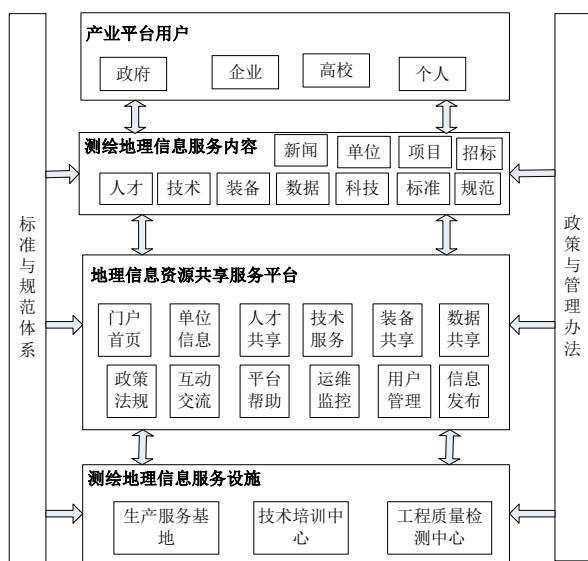 产业平台用户
政府
企业
高校
个人
测绘地理信息服务内容
新闻
单位
项目
招标
人才
技术
装备
数据
科技
标准
规范
标准与规范体系
政策与管理办法
地理信息资源共享服务平台
门户
首页
单位
信息
人才
共享
技术
服务
装备
共享
数据
共享
政策
法规
互动
交流
平台
帮助
运维
监控
用户
管理
信息
发布
测绘地理信息服务设施
生产服务基
地
技术培训中
心
工程质量检
测中心